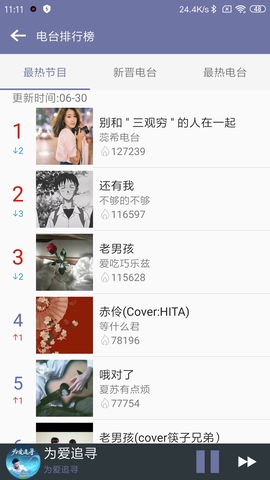 11:11
24.4K/s
电台排行榜
最热节目
新晋电台
最热电台
更新时间:06-30
1
↓2
别和＂三观穷＂的人在一起
蕊希电台
127239
2
↓3
还有我
不够的不够
116597
3
↓2
老男孩
爱吃巧乐兹
115628
4
↑1
赤伶(Cover:HITA)
等什么君
78196
5
↑1
哦对了
夏苏有点烦
77754
老男孩(cover筷子兄弟）
为爱追寻
为爱追寻
为爱追寻